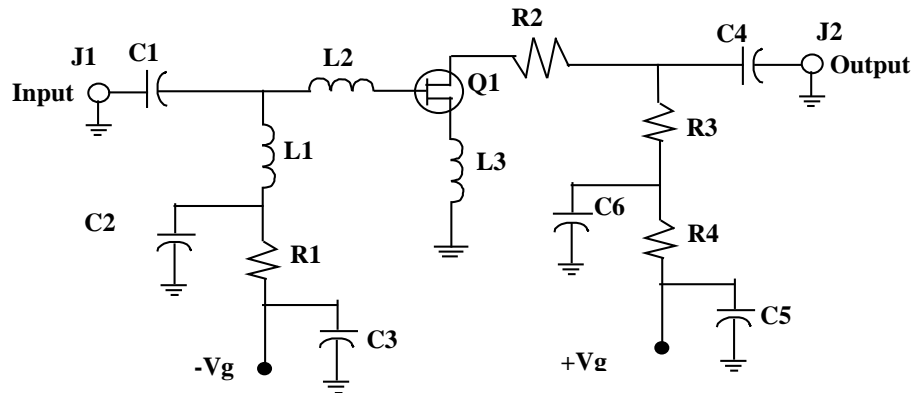 R2
C4
J2
J1
C1
L2
Q1
Input
Output
R3
L1
L3
C2
C6
R1
R4
C3
C5
-Vg
+Vg